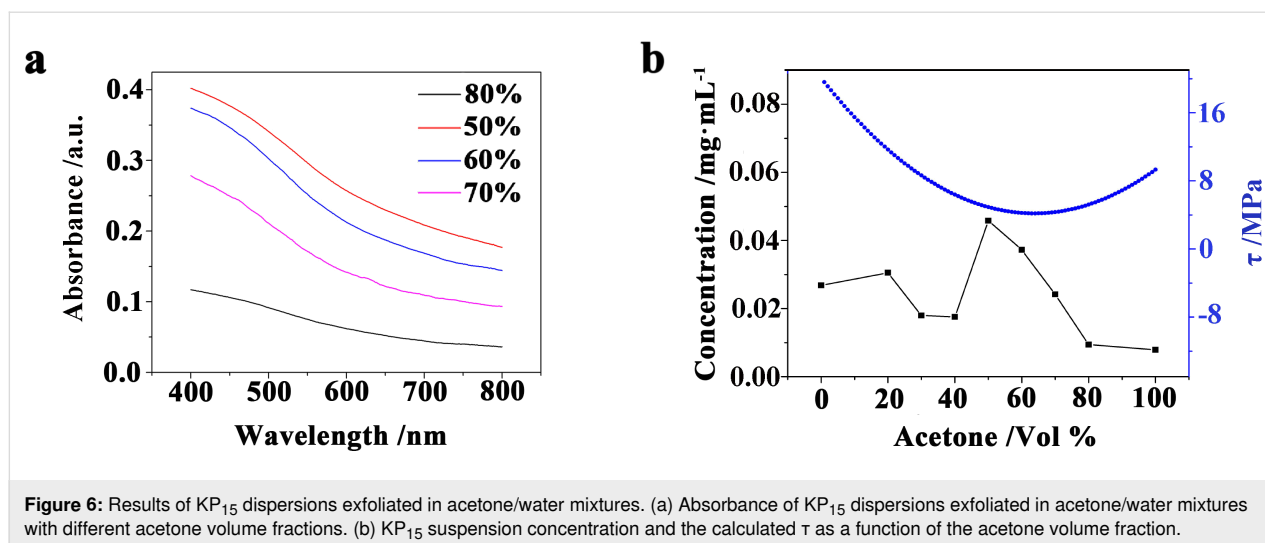 a
0.4
0.3
0.2
0.1
0.0
Absorbance /a.u.
80%
50%
60%
70%
400 500 600 700 800
Wavelength /nm
b
Concentration /mg·mL⁻¹
0.08
0.06
0.04
0.02
0.00
16
8
0
-8
τ /MPa
0 20 40 60 80 100
Acetone /Vol %
Figure 6: Results of KP₁₅ dispersions exfoliated in acetone/water mixtures. (a) Absorbance of KP₁₅ dispersions exfoliated in acetone/water mixtures
with different acetone volume fractions. (b) KP₁₅ suspension concentration and the calculated τ as a function of the acetone volume fraction.